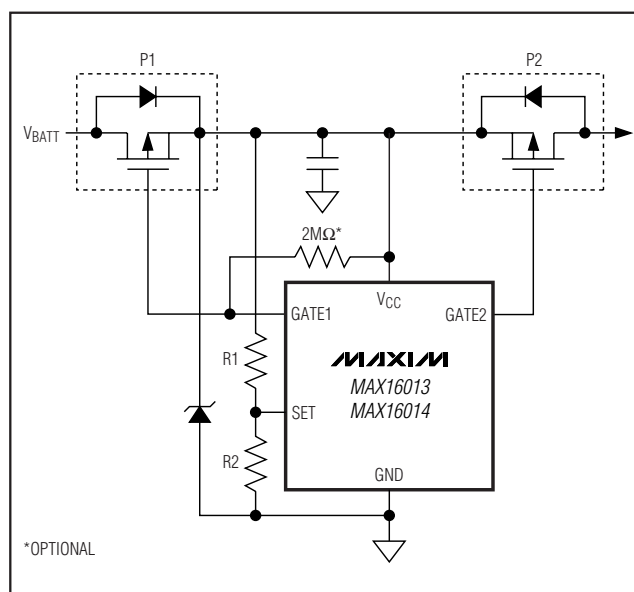 P1
P2
VBATT
2MΩ*
VCC
GATE1
GATE2
R1
MAXIM
MAX16013
MAX16014
SET
R2
GND
*OPTIONAL